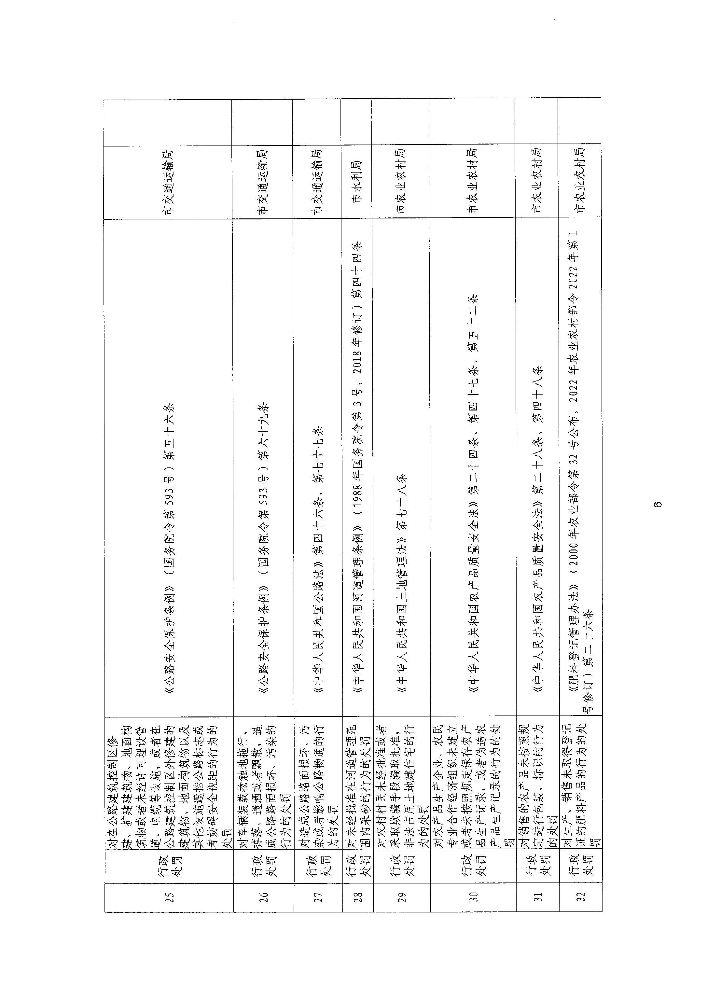 25
行政
处罚
对在公路建筑控制区修
建、扩建建筑物、地面构
筑物或者未经许可埋设管
道、电缆等设施，或者在
公路建筑控制区外修建的
建筑物、地面构筑物以及
其他设施遮挡公路标志或
者妨碍安全视距的行为的
处罚
《公路安全保护条例》（国务院令第 593 号）第五十六条
市交通运输局
26
行政
处罚
对车辆装载物触地拖行、
掉落，遗洒或者飘散，造
成公路路面损坏、污染的
行为的处罚
《公路安全保护条例》（国务院令第 593 号）第六十九条
市交通运输局
27
行政
处罚
对造成公路路面损坏、污
染或者影响公路畅通的行
为的处罚
《中华人民共和国公路法》第四十六条、第七十七条
市交通运输局
28
行政
处罚
对未经批准在河道管理范
围内采砂的行为的处罚
《中华人民共和国河道管理条例》（1988 年国务院令第 3 号，2018 年修订）第四十四条
市水利局
29
行政
处罚
对农村村民未经批准或者
采取欺骗手段骗取批准，
非法占用土地建住宅的行
为的处罚
《中华人民共和国土地管理法》第七十八条
市农业农村局
30
行政
处罚
对农产品生产企业、农民
专业合作经济组织未建立
或者未按照规定保存农产
品生产记录，或者伪造农
产品生产记录的行为的处
罚
《中华人民共和国农产品质量安全法》第二十四条、第四十七条、第五十二条
市农业农村局
31
行政
处罚
对销售的农产品未按照规
定进行包装、标识的行为
的处罚
《中华人民共和国农产品质量安全法》第二十八条、第四十八条
市农业农村局
32
行政
处罚
对生产、销售未取得登记
证的肥料产品的行为的处
罚
《肥料登记管理办法》（2000 年农业部令第 32 号公布，2022 年农业农村部令 2022 年第 1
号修订）第二十六条
市农业农村局
6